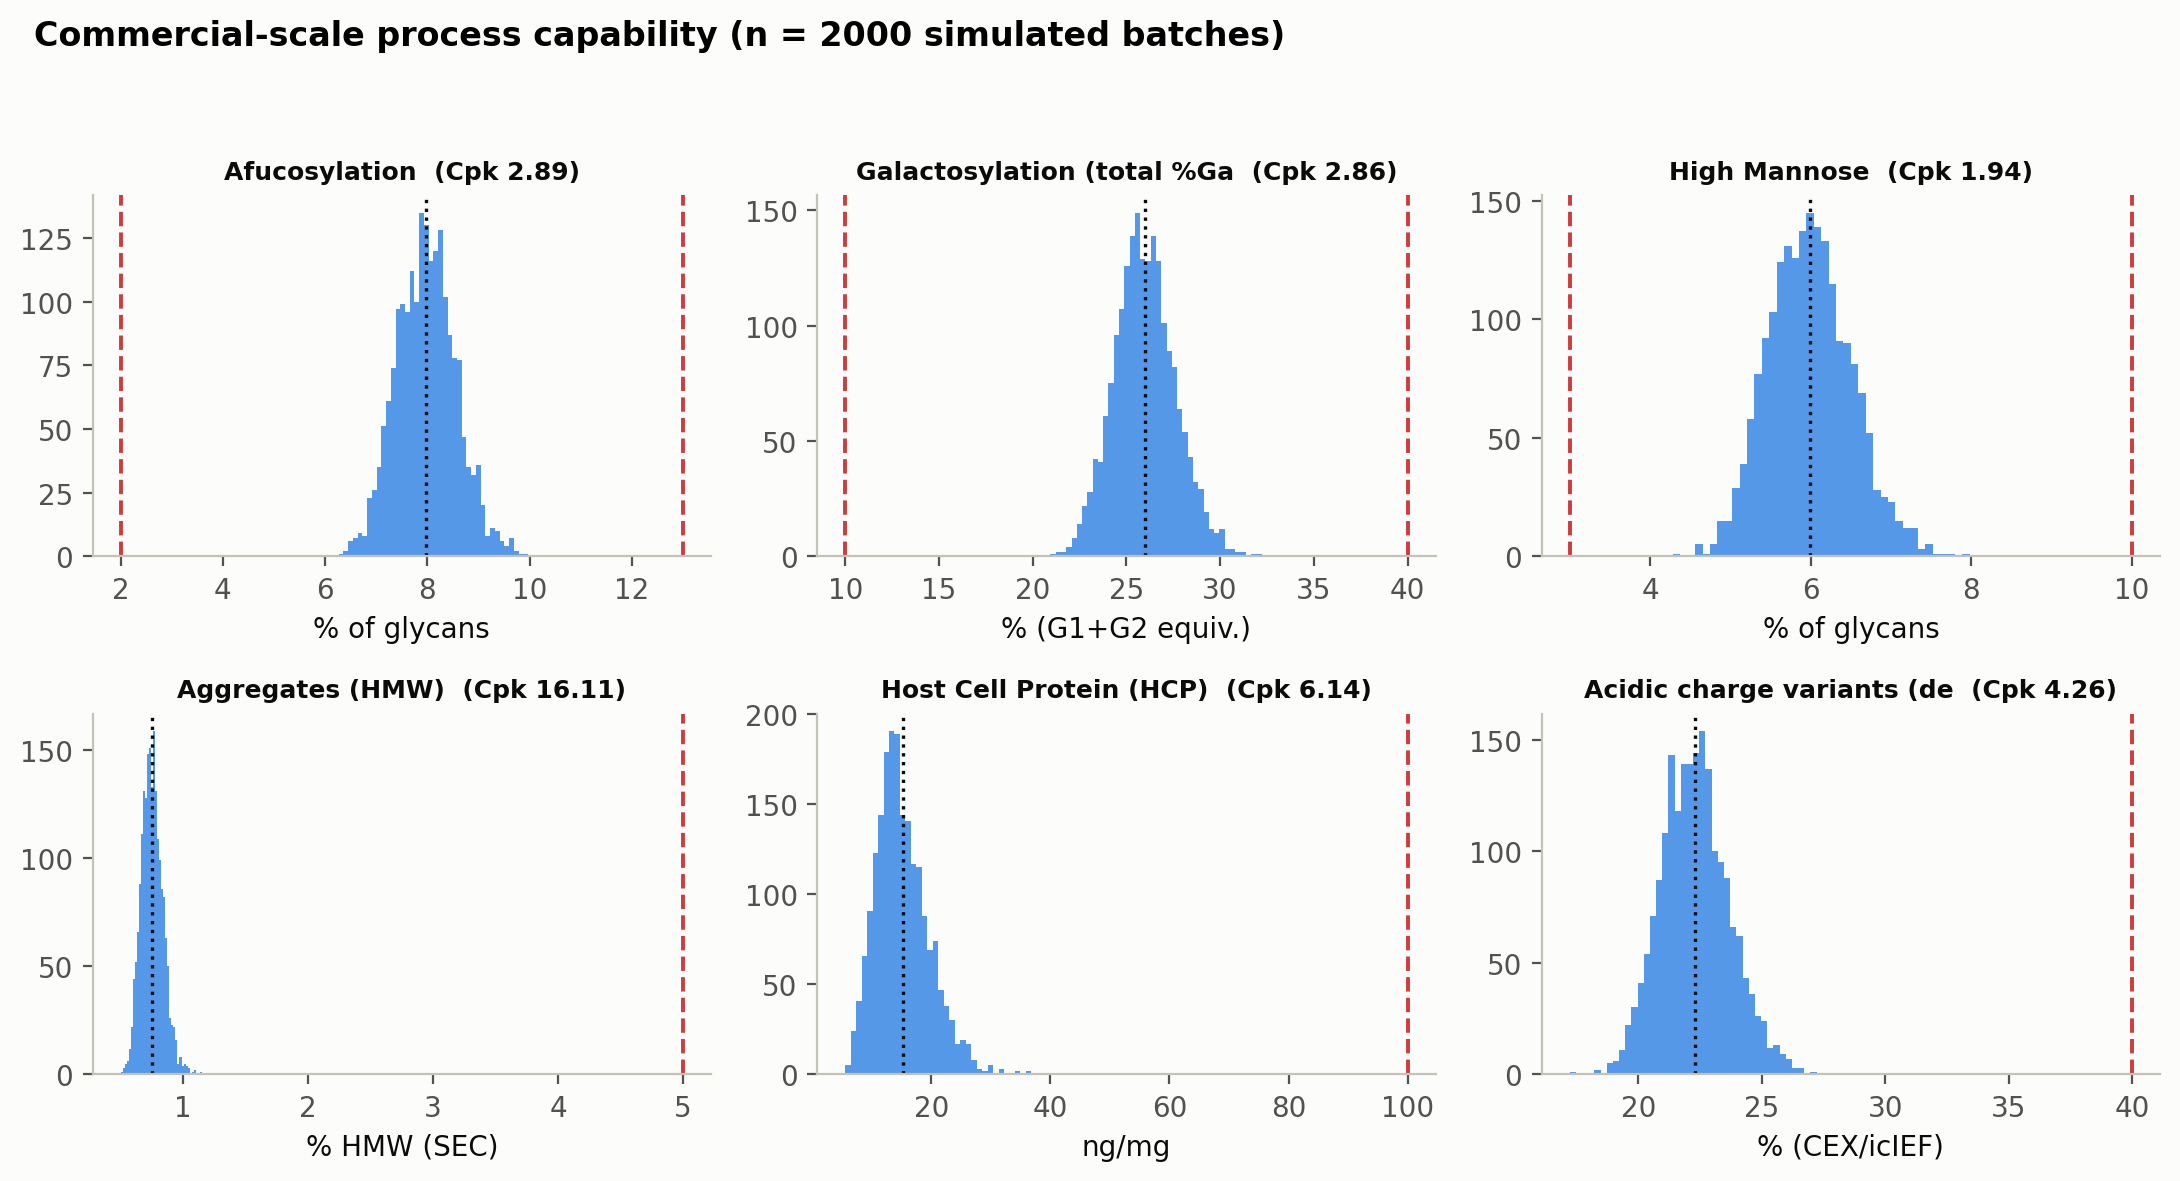 Commercial-scale process capability (n = 2000 simulated batches)
Afucosylation (Cpk 2.89)
125
100
75
50
25
0
2 4 6 8 10 12
% of glycans
Galactosylation (total %Ga (Cpk 2.86)
150
100
50
0
10 15 20 25 30 35 40
% (G1+G2 equiv.)
High Mannose (Cpk 1.94)
150
100
50
0
4 6 8 10
% of glycans
Aggregates (HMW) (Cpk 16.11)
150
100
50
0
1 2 3 4 5
% HMW (SEC)
Host Cell Protein (HCP) (Cpk 6.14)
200
150
100
50
0
20 40 60 80 100
ng/mg
Acidic charge variants (de (Cpk 4.26)
150
100
50
0
20 25 30 35 40
% (CEX/icIEF)